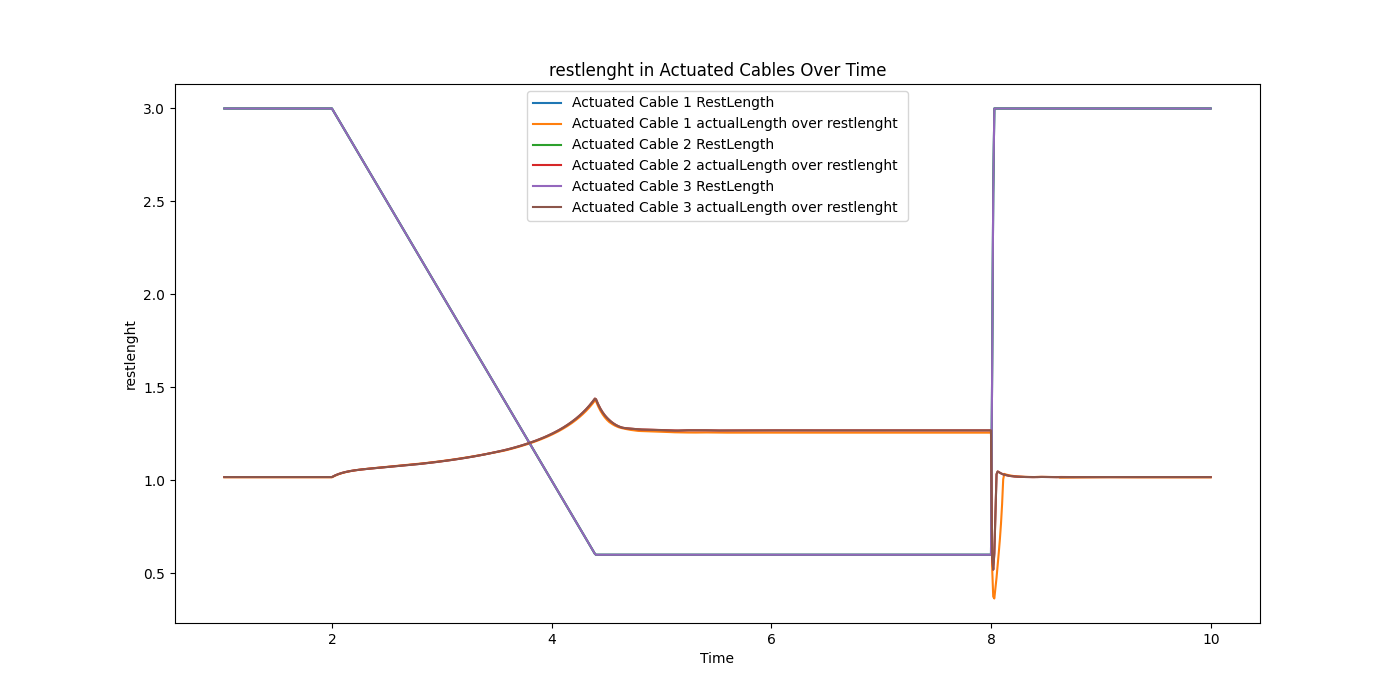 restlenght in Actuated Cables Over Time
Actuated Cable 1 RestLength
Actuated Cable 1 actualLength over restlenght
Actuated Cable 2 RestLength
Actuated Cable 2 actualLength over restlenght
Actuated Cable 3 RestLength
Actuated Cable 3 actualLength over restlenght
restlenght
3.0
2.5
2.0
1.5
1.0
0.5
2 4 6 8 10
Time